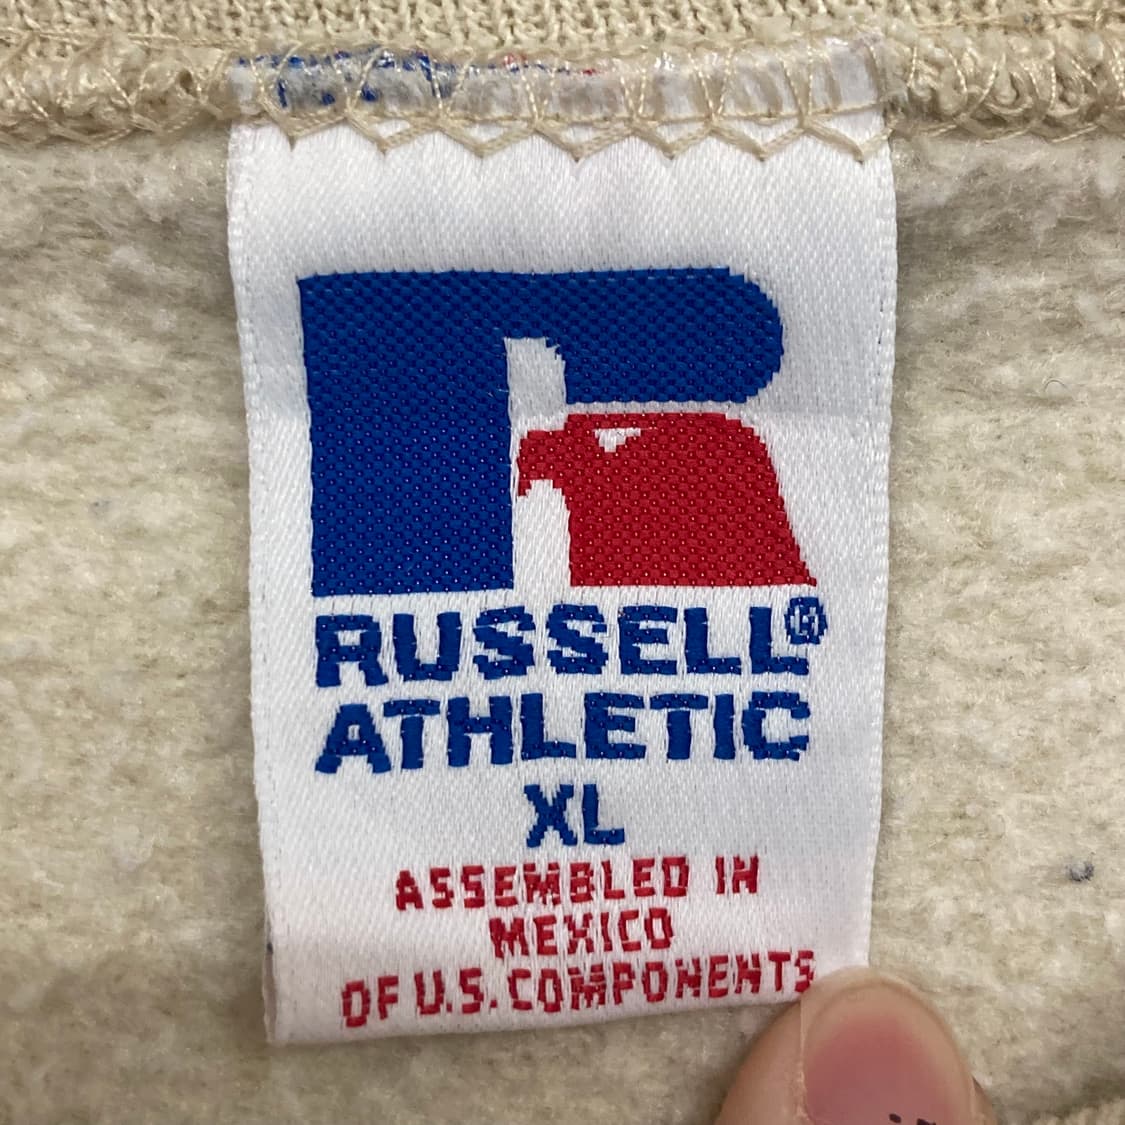 RUSSELL®
ATHLETIC
XL
ASSEMBLED IN
MEXICO
OF U.S. COMPONENTS